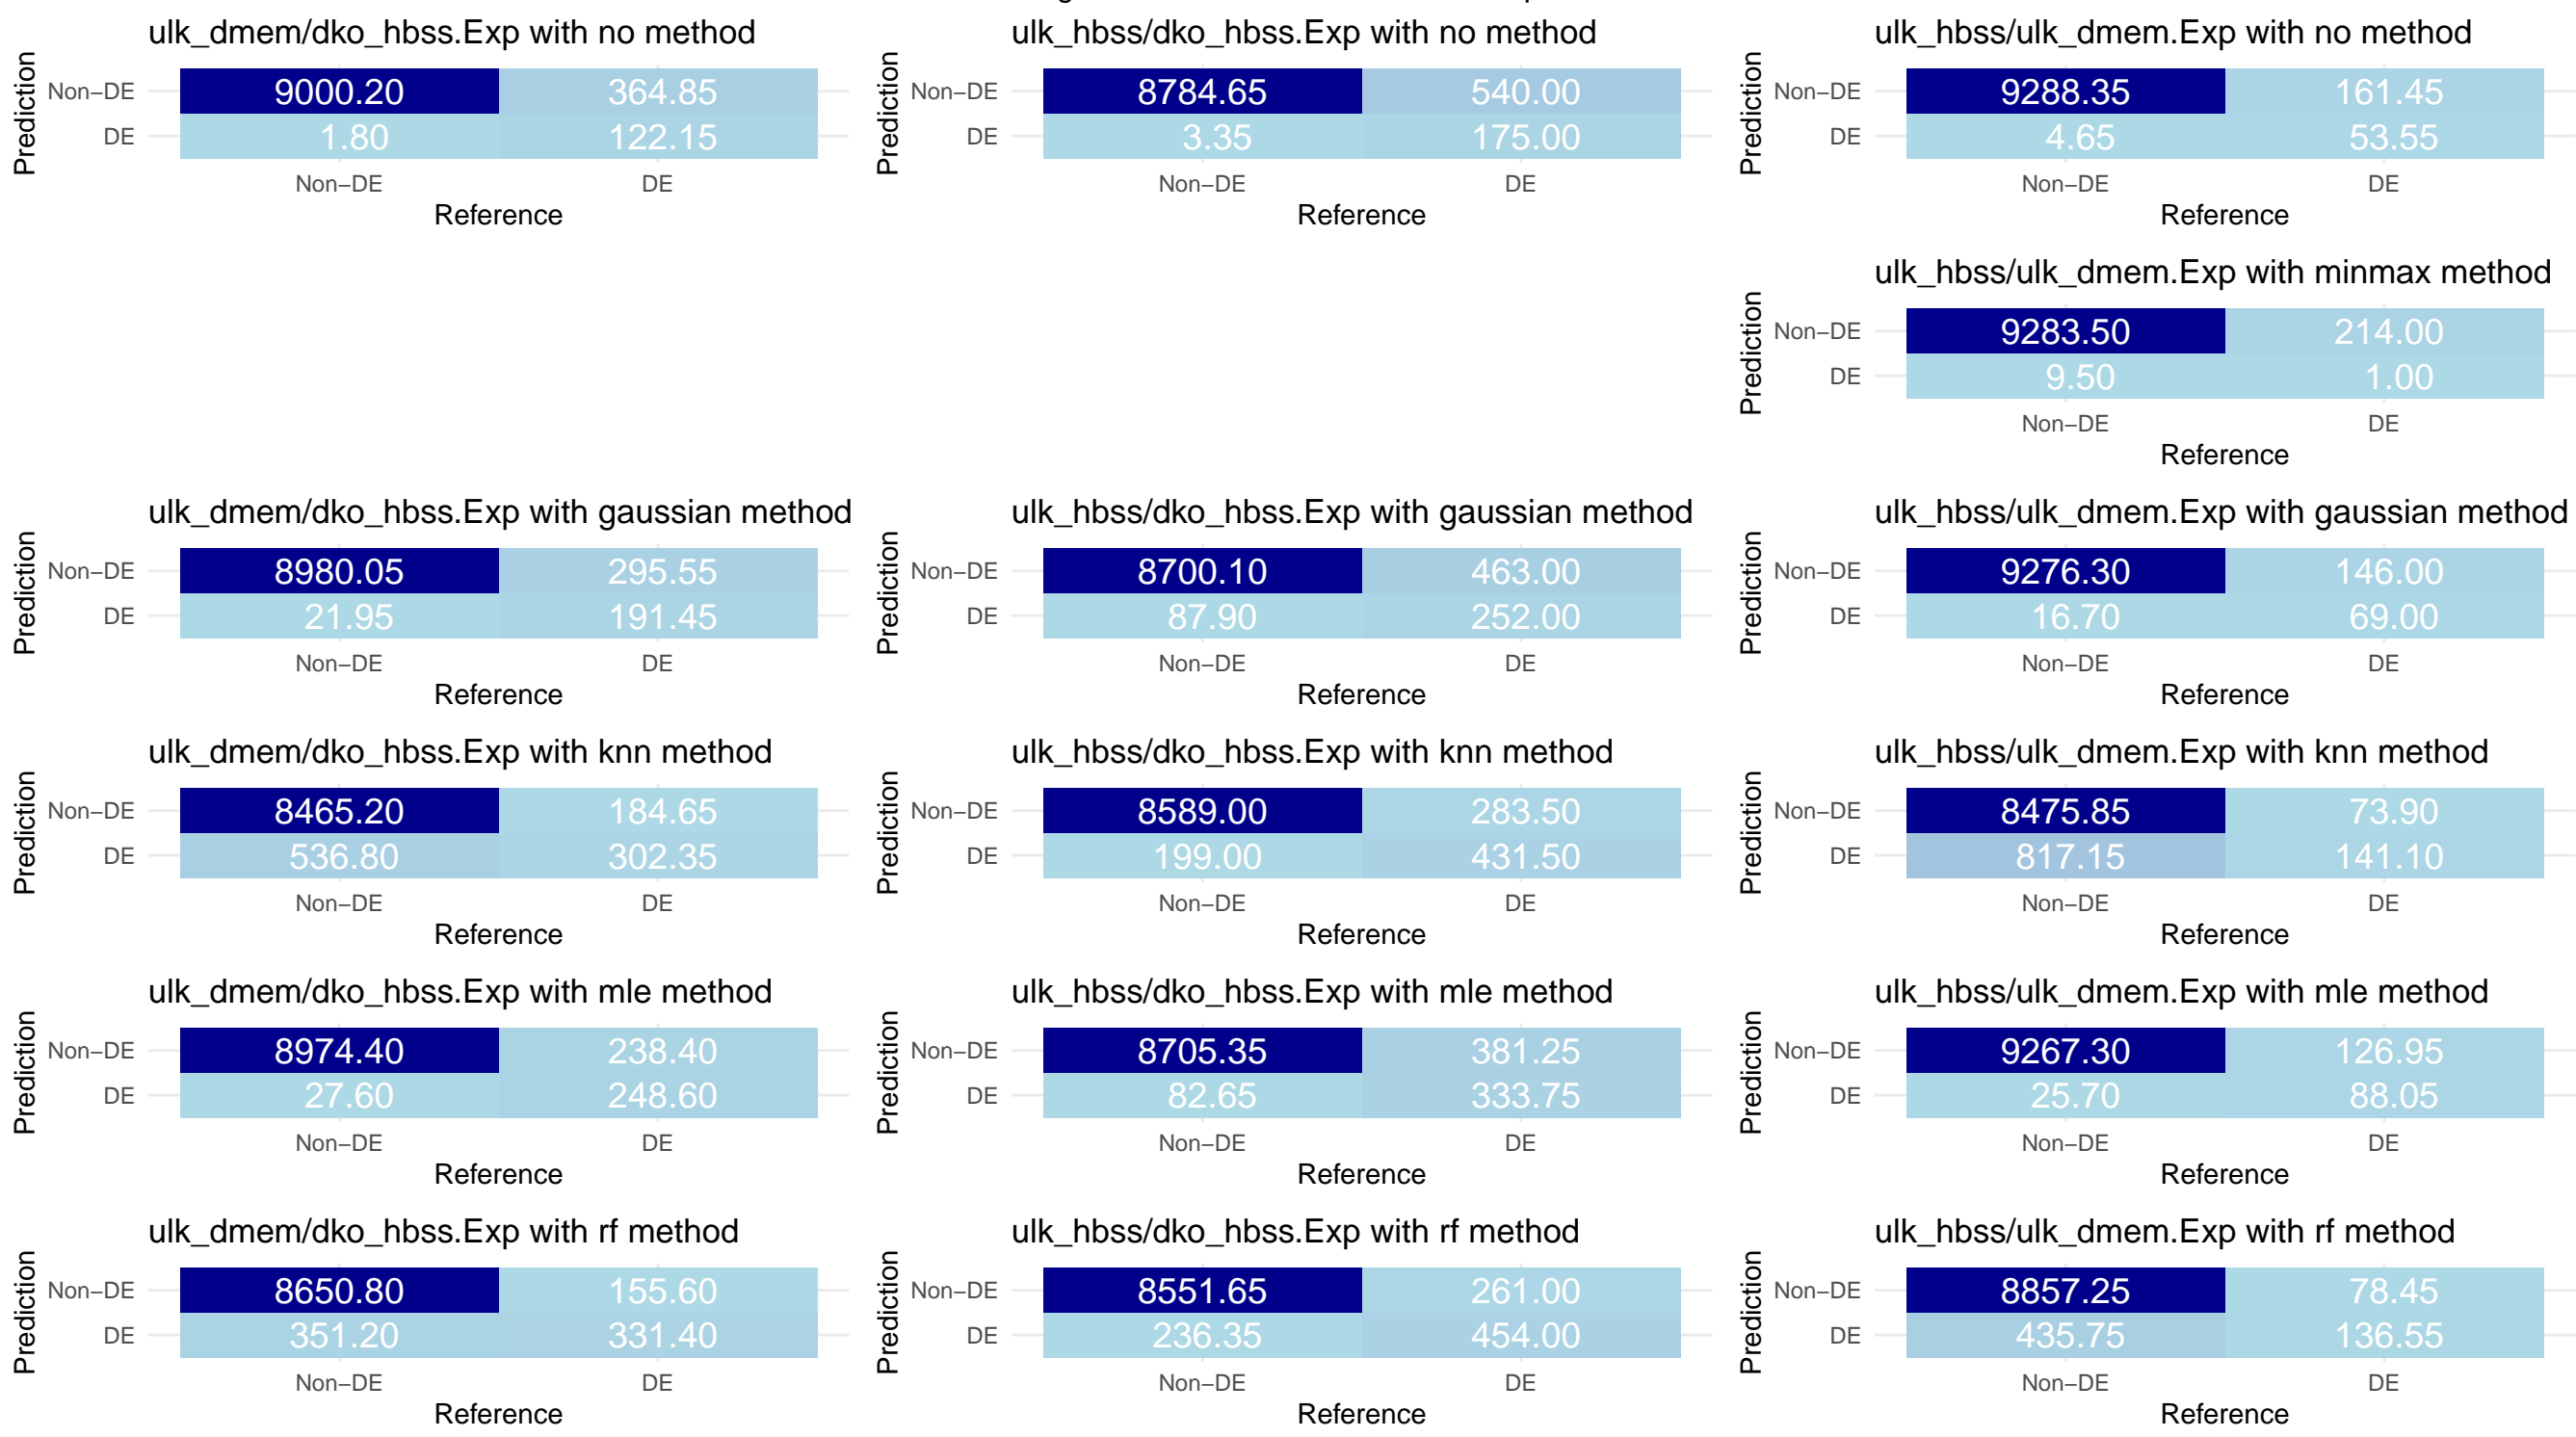 ulk_dmem/dko_hbss.Exp with no method
Prediction
Non−DE 9000.20 364.85
DE 1.80 122.15
Non−DE DE
Reference
ulk_hbss/dko_hbss.Exp with no method
Prediction
Non−DE 8784.65 540.00
DE 3.35 175.00
Non−DE DE
Reference
ulk_hbss/ulk_dmem.Exp with no method
Prediction
Non−DE 9288.35 161.45
DE 4.65 53.55
Non−DE DE
Reference
ulk_hbss/ulk_dmem.Exp with minmax method
Prediction
Non−DE 9283.50 214.00
DE 9.50 1.00
Non−DE DE
Reference
ulk_dmem/dko_hbss.Exp with gaussian method
Prediction
Non−DE 8980.05 295.55
DE 21.95 191.45
Non−DE DE
Reference
ulk_hbss/dko_hbss.Exp with gaussian method
Prediction
Non−DE 8700.10 463.00
DE 87.90 252.00
Non−DE DE
Reference
ulk_hbss/ulk_dmem.Exp with gaussian method
Prediction
Non−DE 9276.30 146.00
DE 16.70 69.00
Non−DE DE
Reference
ulk_dmem/dko_hbss.Exp with knn method
Prediction
Non−DE 8465.20 184.65
DE 536.80 302.35
Non−DE DE
Reference
ulk_hbss/dko_hbss.Exp with knn method
Prediction
Non−DE 8589.00 283.50
DE 199.00 431.50
Non−DE DE
Reference
ulk_hbss/ulk_dmem.Exp with knn method
Prediction
Non−DE 8475.85 73.90
DE 817.15 141.10
Non−DE DE
Reference
ulk_dmem/dko_hbss.Exp with mle method
Prediction
Non−DE 8974.40 238.40
DE 27.60 248.60
Non−DE DE
Reference
ulk_hbss/dko_hbss.Exp with mle method
Prediction
Non−DE 8705.35 381.25
DE 82.65 333.75
Non−DE DE
Reference
ulk_hbss/ulk_dmem.Exp with mle method
Prediction
Non−DE 9267.30 126.95
DE 25.70 88.05
Non−DE DE
Reference
ulk_dmem/dko_hbss.Exp with rf method
Prediction
Non−DE 8650.80 155.60
DE 351.20 331.40
Non−DE DE
Reference
ulk_hbss/dko_hbss.Exp with rf method
Prediction
Non−DE 8551.65 261.00
DE 236.35 454.00
Non−DE DE
Reference
ulk_hbss/ulk_dmem.Exp with rf method
Prediction
Non−DE 8857.25 78.45
DE 435.75 136.55
Non−DE DE
Reference